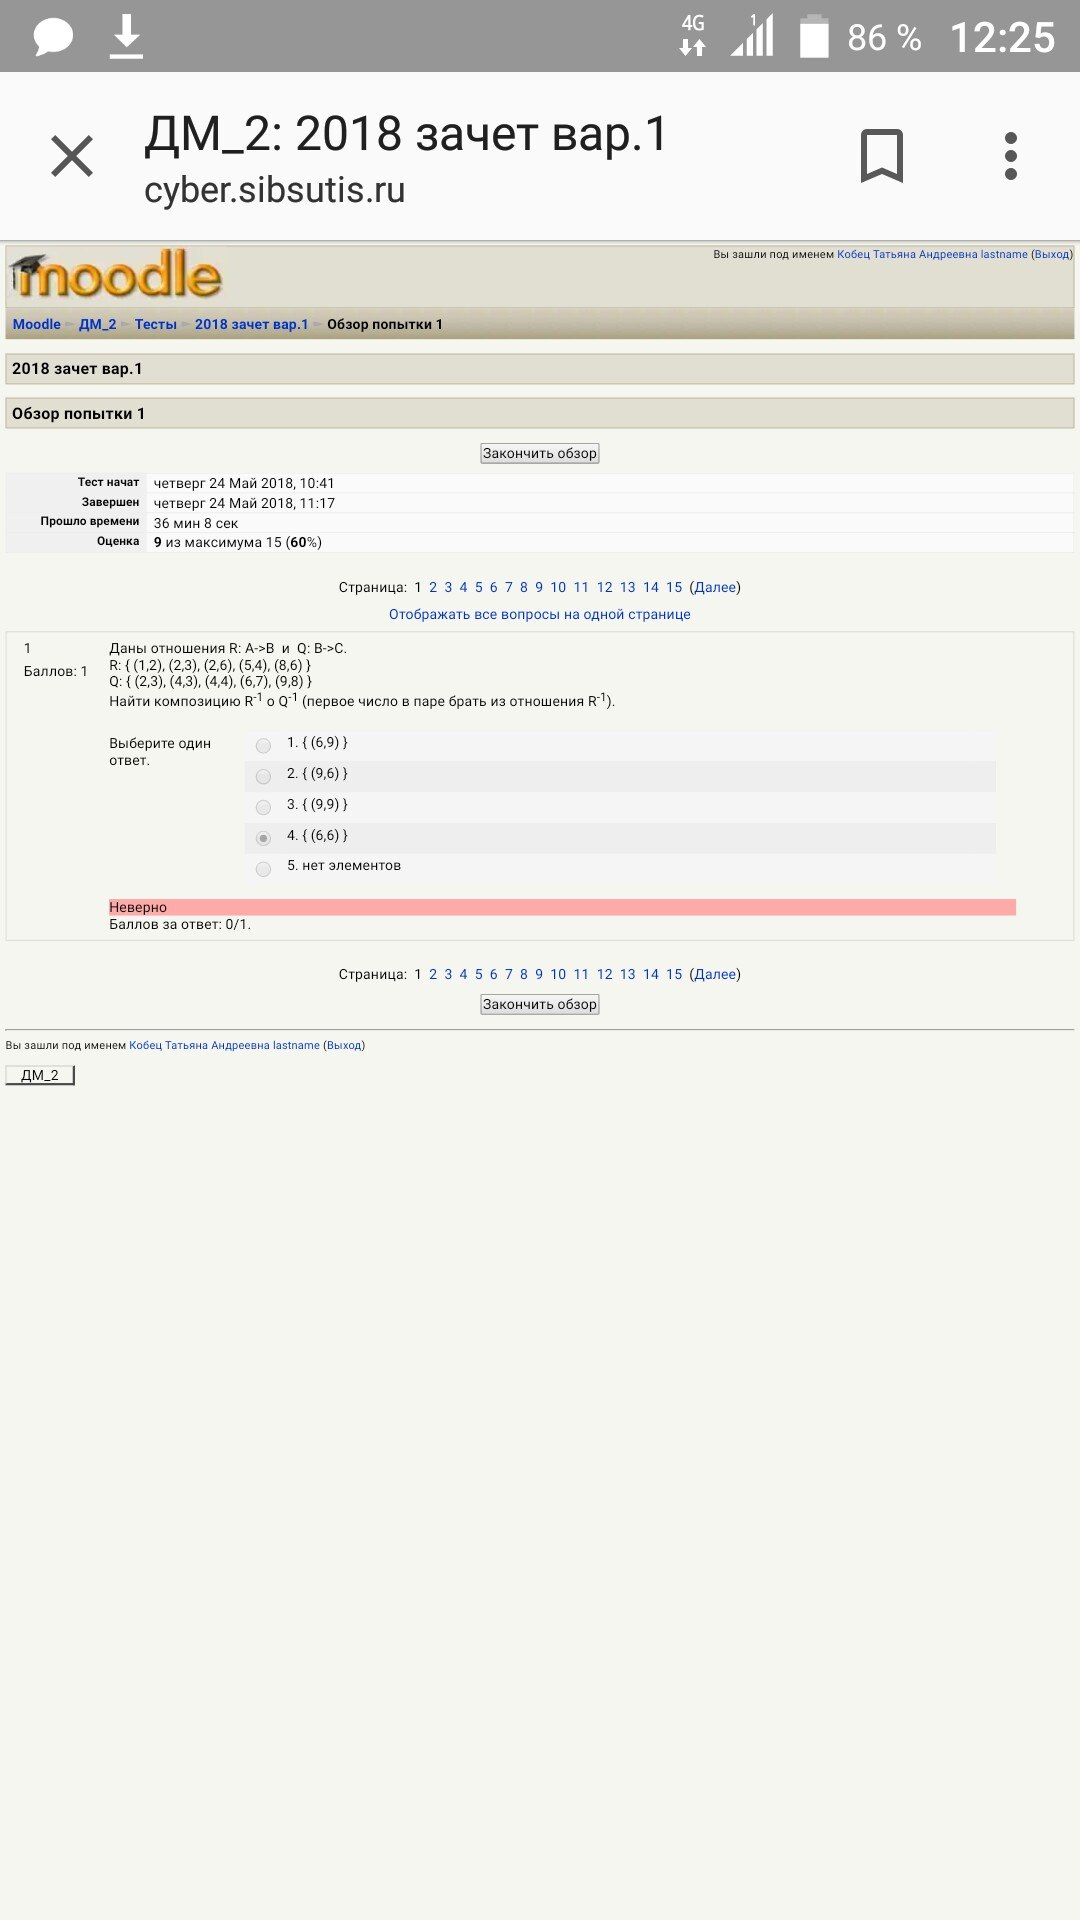 4G 1 86 % 12:25
ДМ_2: 2018 зачет вар.1
cyber.sibsutis.ru
moodle
Вы зашли под именем Кобец Татьяна Андреевна lastname (Выход)
Moodle ► ДМ_2 ► Тесты ► 2018 зачет вар.1 ► Обзор попытки 1
2018 зачет вар.1
Обзор попытки 1
Закончить обзор
Тест начат четверг 24 Май 2018, 10:41
Завершен четверг 24 Май 2018, 11:17
Прошло времени 36 мин 8 сек
Оценка 9 из максимума 15 (60%)
Страница: 1 2 3 4 5 6 7 8 9 10 11 12 13 14 15 (Далее)
Отображать все вопросы на одной странице
1
Баллов: 1
Даны отношения R: A->B и Q: B->C.
R: { (1,2), (2,3), (2,6), (5,4), (8,6) }
Q: { (2,3), (4,3), (4,4), (6,7), (9,8) }
Найти композицию R⁻¹ o Q⁻¹ (первое число в паре брать из отношения R⁻¹).
Выберите один
ответ.
1. { (6,9) }
2. { (9,6) }
3. { (9,9) }
4. { (6,6) }
5. нет элементов
Неверно
Баллов за ответ: 0/1.
Страница: 1 2 3 4 5 6 7 8 9 10 11 12 13 14 15 (Далее)
Закончить обзор
Вы зашли под именем Кобец Татьяна Андреевна lastname (Выход)
ДМ_2